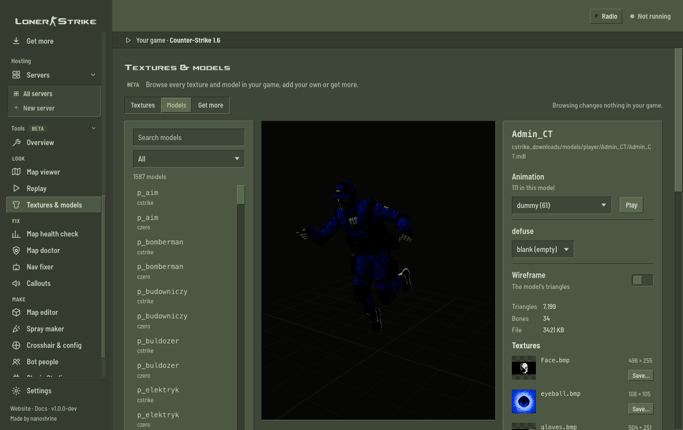 LONERSTRIKE
Get more
Hosting
Servers
All servers
New server
Tools BETA
Overview
LOOK
Map viewer
Replay
Textures & models
FIX
Map health check
Map doctor
Nav fixer
Callouts
MAKE
Map editor
Spray maker
Crosshair & config
Bot people
Settings
Website · Docs · v1.0.0-dev
Made by nanoshrine
Radio
Not running
Your game · Counter-Strike 1.6
TEXTURES & MODELS
BETA Browse every texture and model in your game, add your own or get more.
Textures Models Get more
Browsing changes nothing in your game.
Search models
All
1587 models
p_aim
cstrike
p_aim
czero
p_bomberman
cstrike
p_bomberman
czero
p_budowniczy
cstrike
p_budowniczy
czero
p_buldozer
cstrike
p_buldozer
czero
p_elektryk
cstrike
p_elektryk
czero
Admin_CT
cstrike_downloads/models/player/Admin_CT/Admin_C
T.mdl
Animation
111 in this model
dummy (61)
Play
defuse
blank (empty)
Wireframe
The model's triangles
Triangles 7,199
Bones 34
File 3421 KB
Textures
Face.bmp 496 × 255
Save...
eyeball.bmp 108 × 105
Save...
gloves.bmp 504 × 251